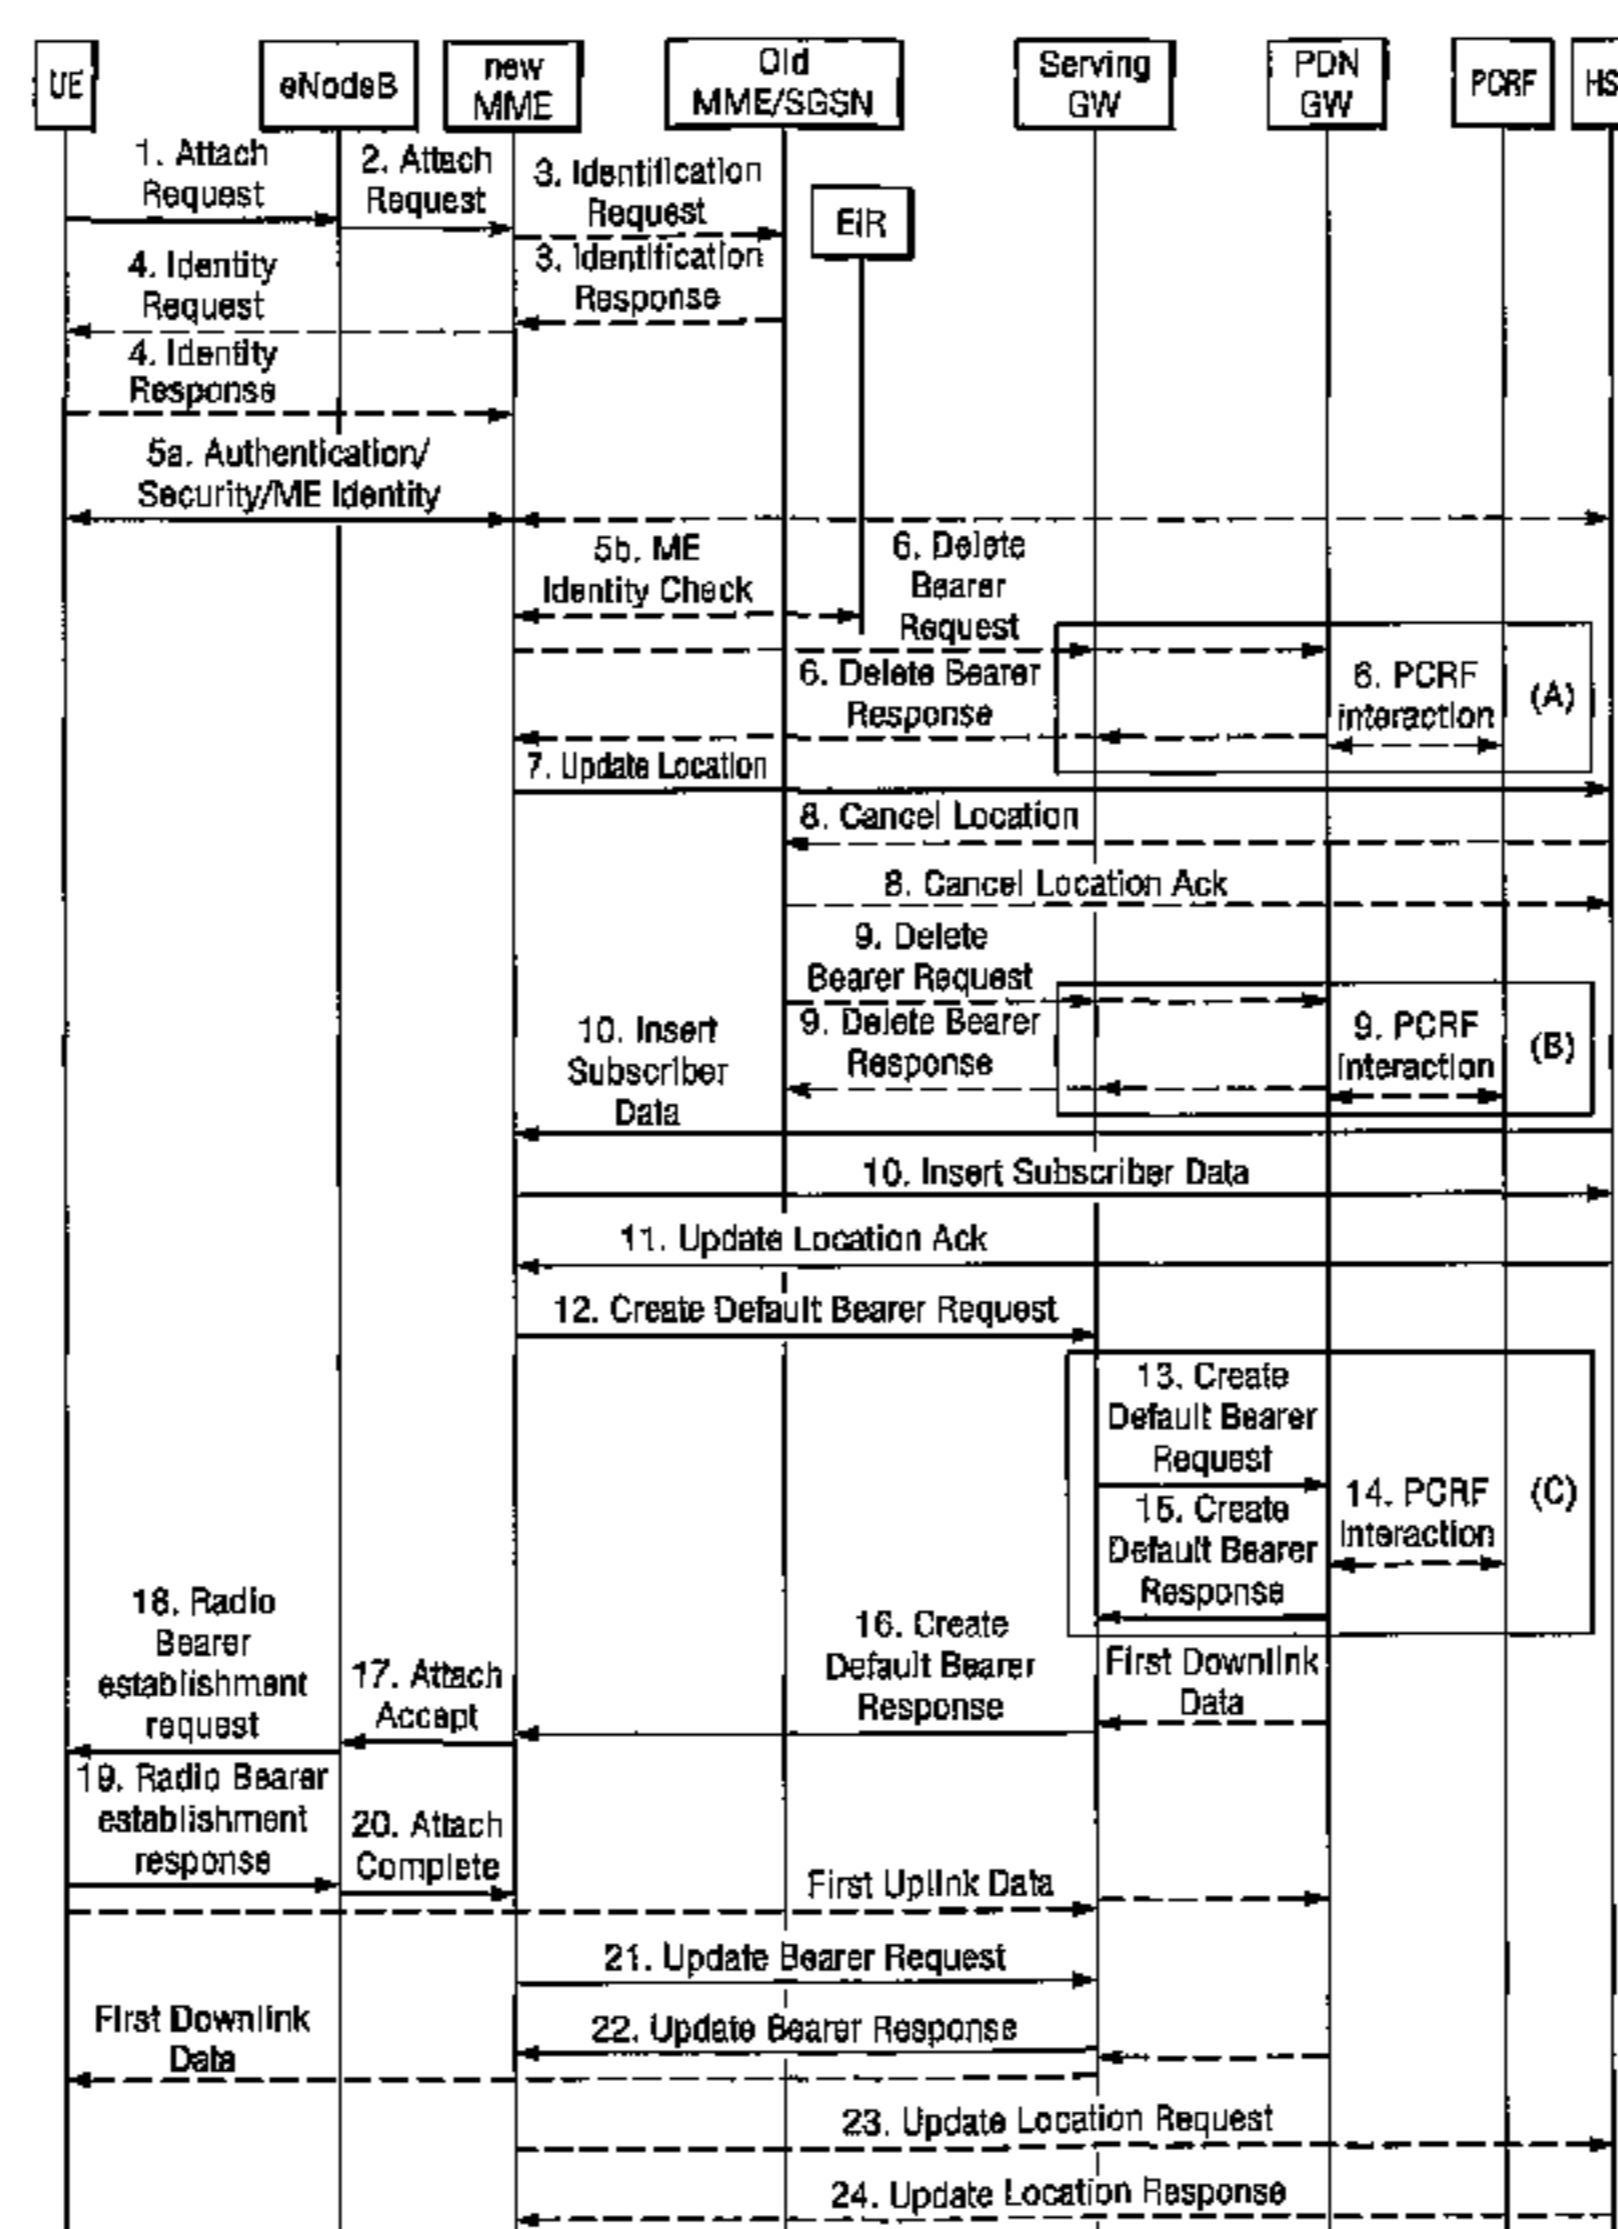 UE
eNodeB
new
MME
Old
MME/SGSN
Serving
GW
PDN
GW
PCRF
HS
1. Attach
Request
2. Attach
Request
3. Identification
Request
EIR
3. Identification
Response
4. Identity
Request
4. Identity
Response
5a. Authentication/
Security/ME Identity
5b. ME
Identity Check
6. Delete
Bearer
Request
6. Delete Bearer
Response
6. PCRF
interaction
(A)
7. Update Location
8. Cancel Location
8. Cancel Location Ack
9. Delete
Bearer Request
9. Delete Bearer
Response
9. PCRF
Interaction
(B)
10. Insert
Subscriber
Data
10. Insert Subscriber Data
11. Update Location Ack
12. Create Default Bearer Request
13. Create
Default Bearer
Request
14. PCRF
Interaction
(C)
15. Create
Default Bearer
Response
16. Create
Default Bearer
Response
First Downlink
Data
17. Attach
Accept
18. Radio
Bearer
establishment
request
19. Radio Bearer
establishment
response
20. Attach
Complete
First Uplink Data
21. Update Bearer Request
22. Update Bearer Response
First Downlink
Data
23. Update Location Request
24. Update Location Response